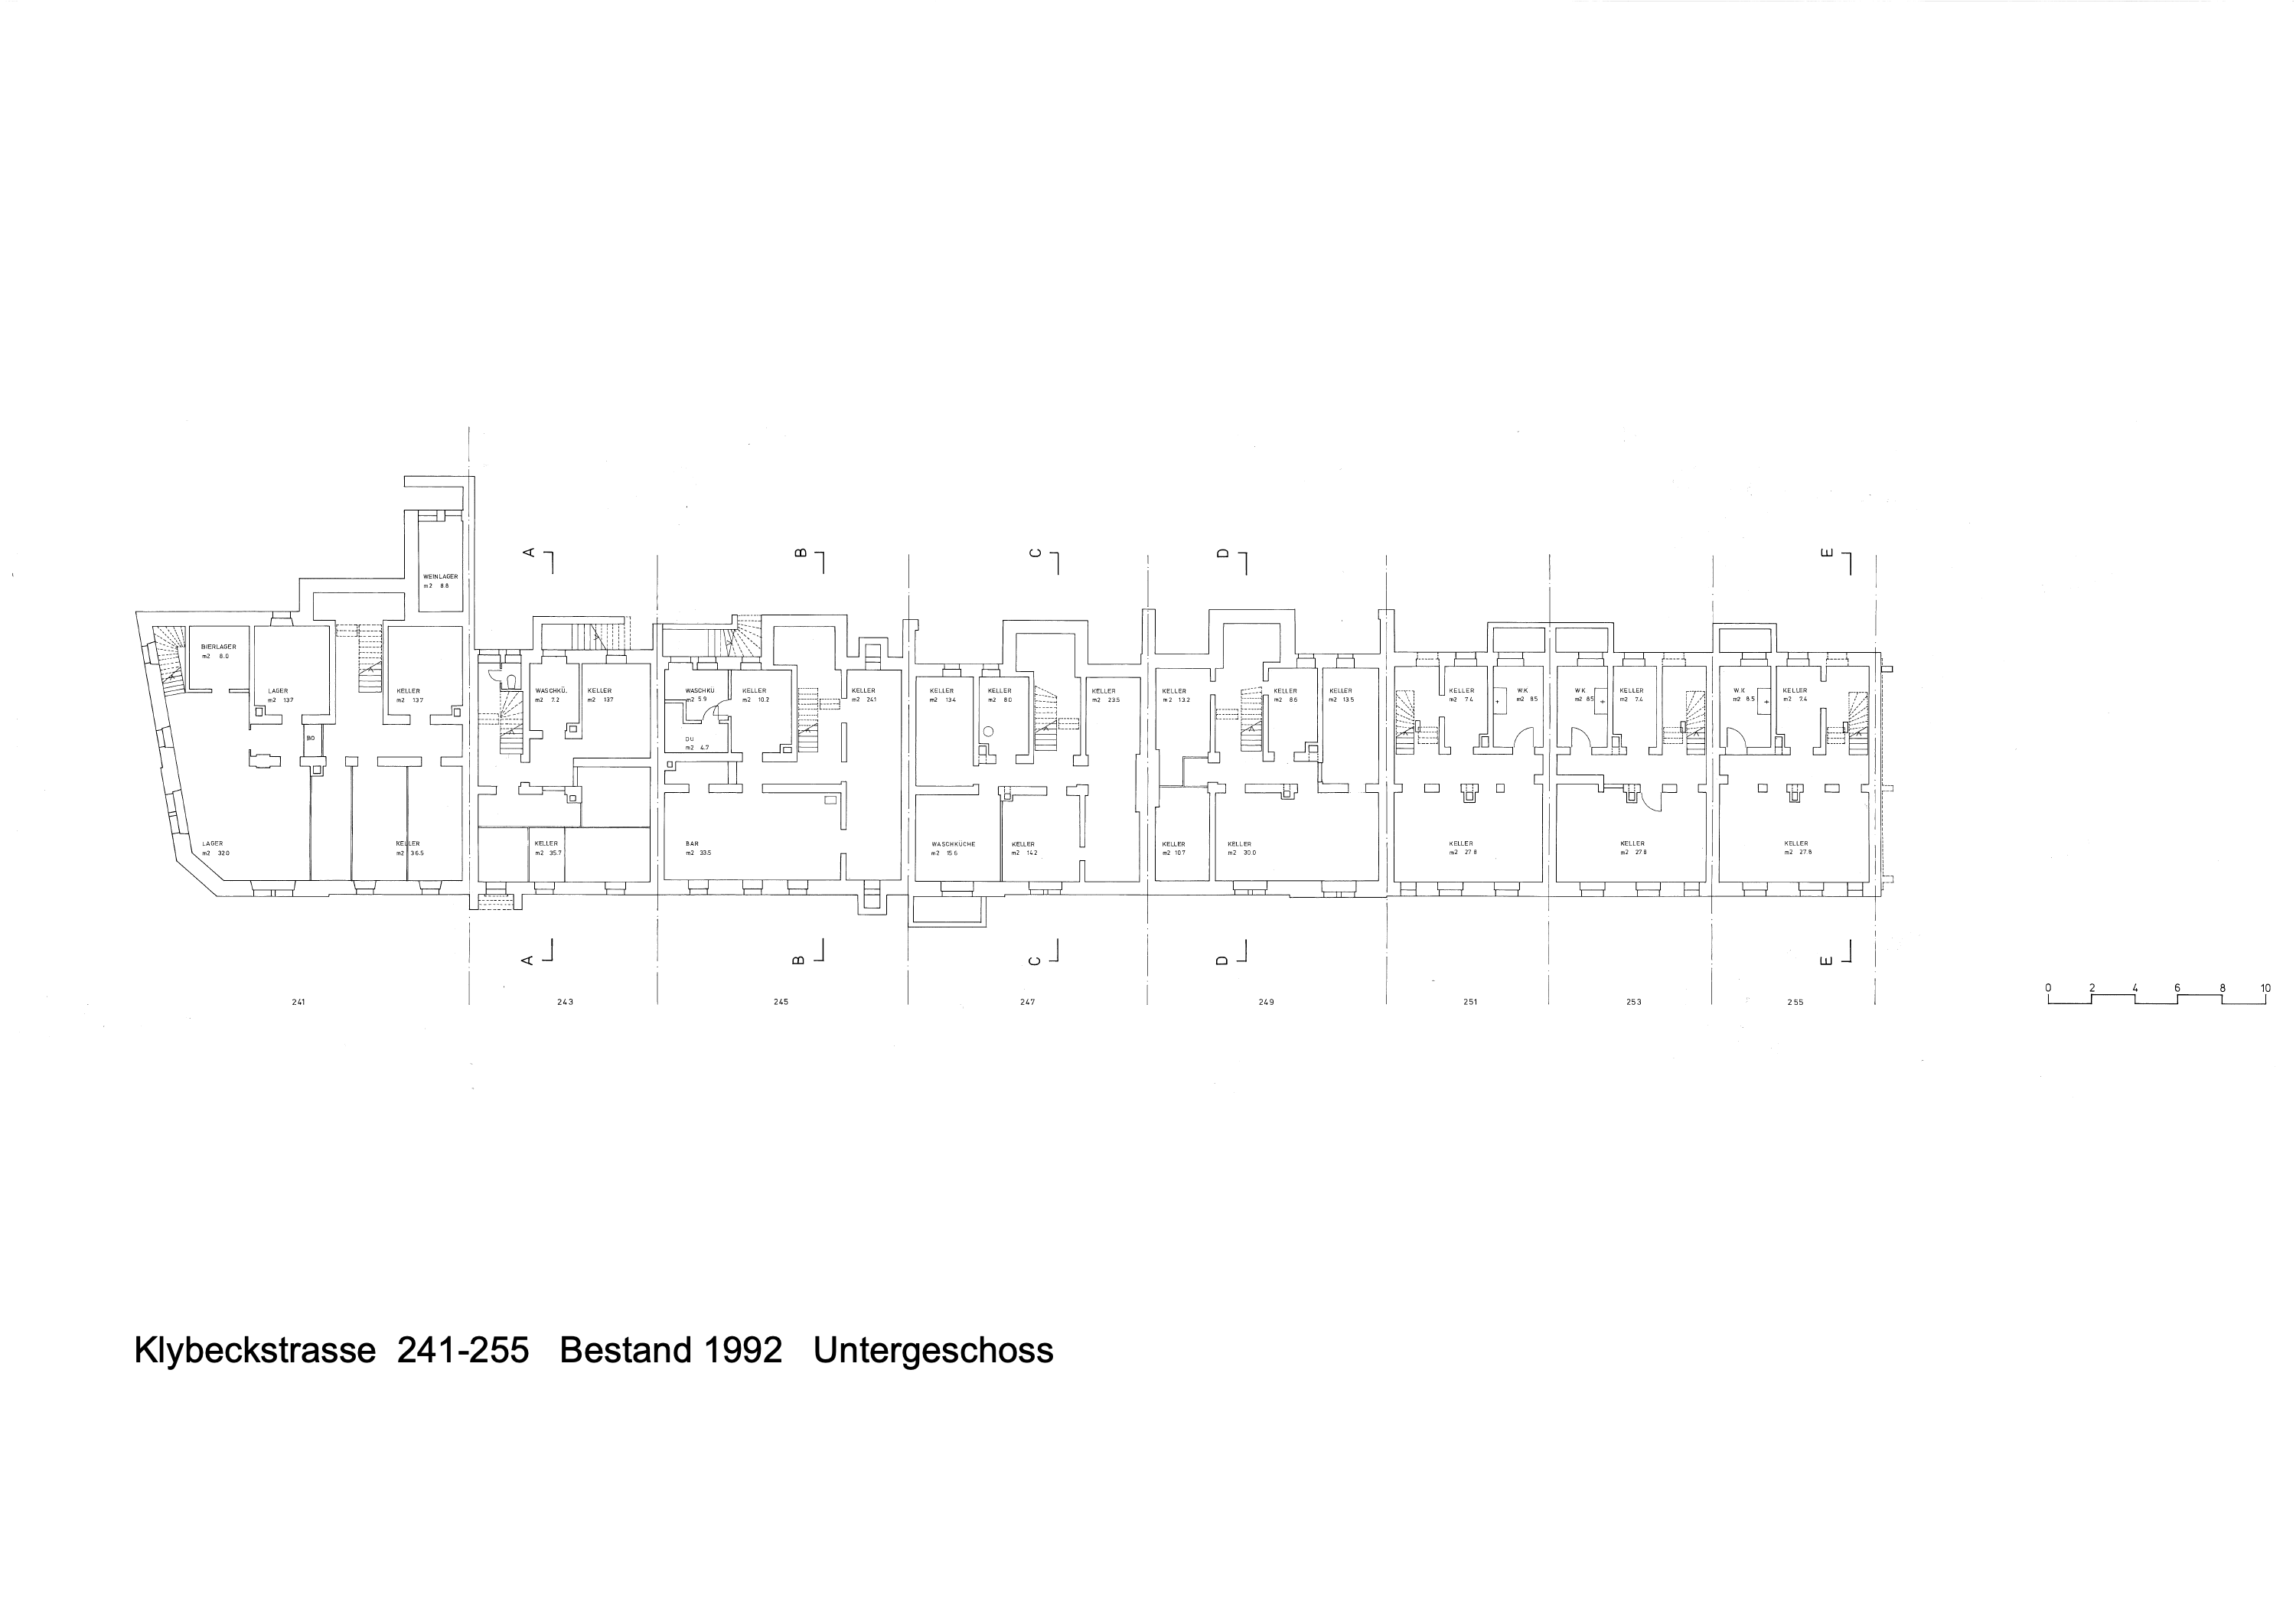 WEINLAGER
m2 8.8
A
B
C
D
E
BIERLAGER
m2 8.0
LAGER
m2 13.7
KELLER
m2 13.7
WASCHKÜ.
m2 7.2
KELLER
m2 13.7
WASCHKÜ
m2 5.9
KELLER
m2 10.2
KELLER
m2 24.1
KELLER
m2 13.4
KELLER
m2 8.0
KELLER
m2 23.5
KELLER
m2 13.2
KELLER
m2 8.6
KELLER
m2 13.5
KELLER
m2 7.4
W.K
m2 8.5
W.K
m2 8.5
KELLER
m2 7.4
W.K
m2 8.5
KELLER
m2 7.4
BO.
DU.
m2 4.7
LAGER
m2 32.0
KELLER
m2 36.5
KELLER
m2 35.7
BAR
m2 33.5
WASCHKÜCHE
m2 15.6
KELLER
m2 14.2
KELLER
m2 10.7
KELLER
m2 30.0
KELLER
m2 27.8
KELLER
m2 27.8
KELLER
m2 27.8
A
B
C
D
E
241
243
245
247
249
251
253
255
0 2 4 6 8 10
Klybeckstrasse 241-255 Bestand 1992 Untergeschoss